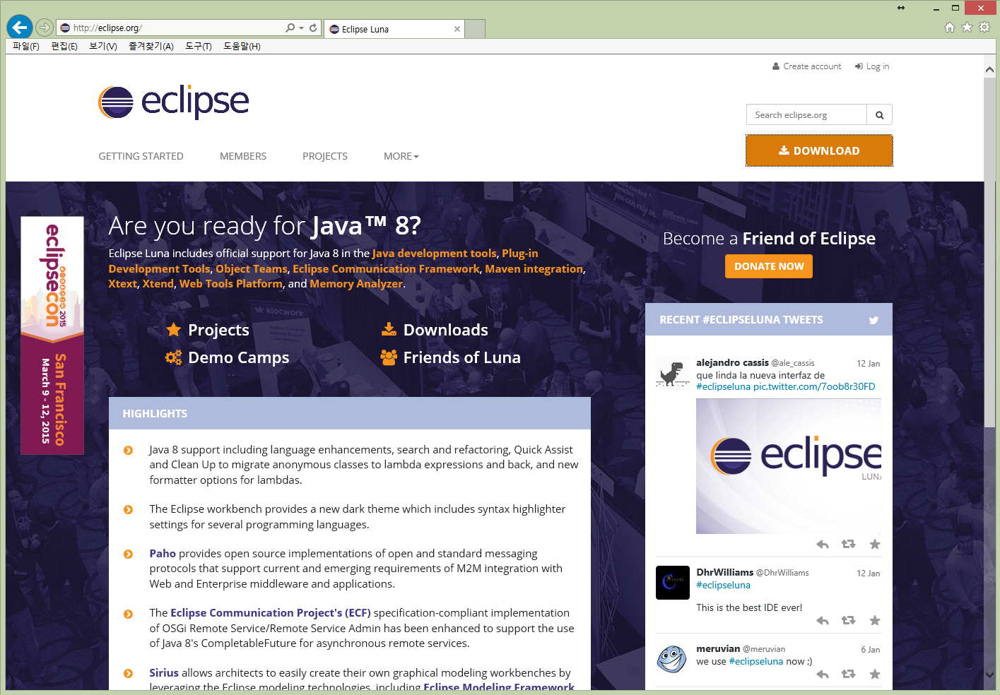 http://eclipse.org/
Eclipse Luna
파일(F) 편집(E) 보기(V) 즐겨찾기(A) 도구(T) 도움말(H)
Create account Log in
eclipse
Search eclipse.org
GETTING STARTED MEMBERS PROJECTS MORE
DOWNLOAD
eclipsecon
2015
San Francisco
March 9 - 12, 2015
Are you ready for Java™ 8?
Eclipse Luna includes official support for Java 8 in the Java development tools, Plug-in
Development Tools, Object Teams, Eclipse Communication Framework, Maven integration,
Xtext, Xtend, Web Tools Platform, and Memory Analyzer.
Projects
Downloads
Demo Camps
Friends of Luna
Become a Friend of Eclipse
DONATE NOW
HIGHLIGHTS
Java 8 support including language enhancements, search and refactoring, Quick Assist
and Clean Up to migrate anonymous classes to lambda expressions and back, and new
formatter options for lambdas.
The Eclipse workbench provides a new dark theme which includes syntax highlighter
settings for several programming languages.
Paho provides open source implementations of open and standard messaging
protocols that support current and emerging requirements of M2M integration with
Web and Enterprise middleware and applications.
The Eclipse Communication Project's (ECF) specification-compliant implementation
of OSGi Remote Service/Remote Service Admin has been enhanced to support the use
of Java 8's CompletableFuture for asynchronous remote services.
Sirius allows architects to easily create their own graphical modeling workbenches by
leveraging the Eclipse modeling technologies, including Eclipse Modeling Framework
RECENT #ECLIPSELUNA TWEETS
alejandro cassis @ale_cassis 12 Jan
que linda la nueva interfaz de
#eclipseluna pic.twitter.com/7oob8r30FD
eclipse
LUNA
DhrWilliams @DhrWilliams 12 Jan
#eclipseluna
This is the best IDE ever!
meruvian @meruvian 6 Jan
we use #eclipseluna now ;)